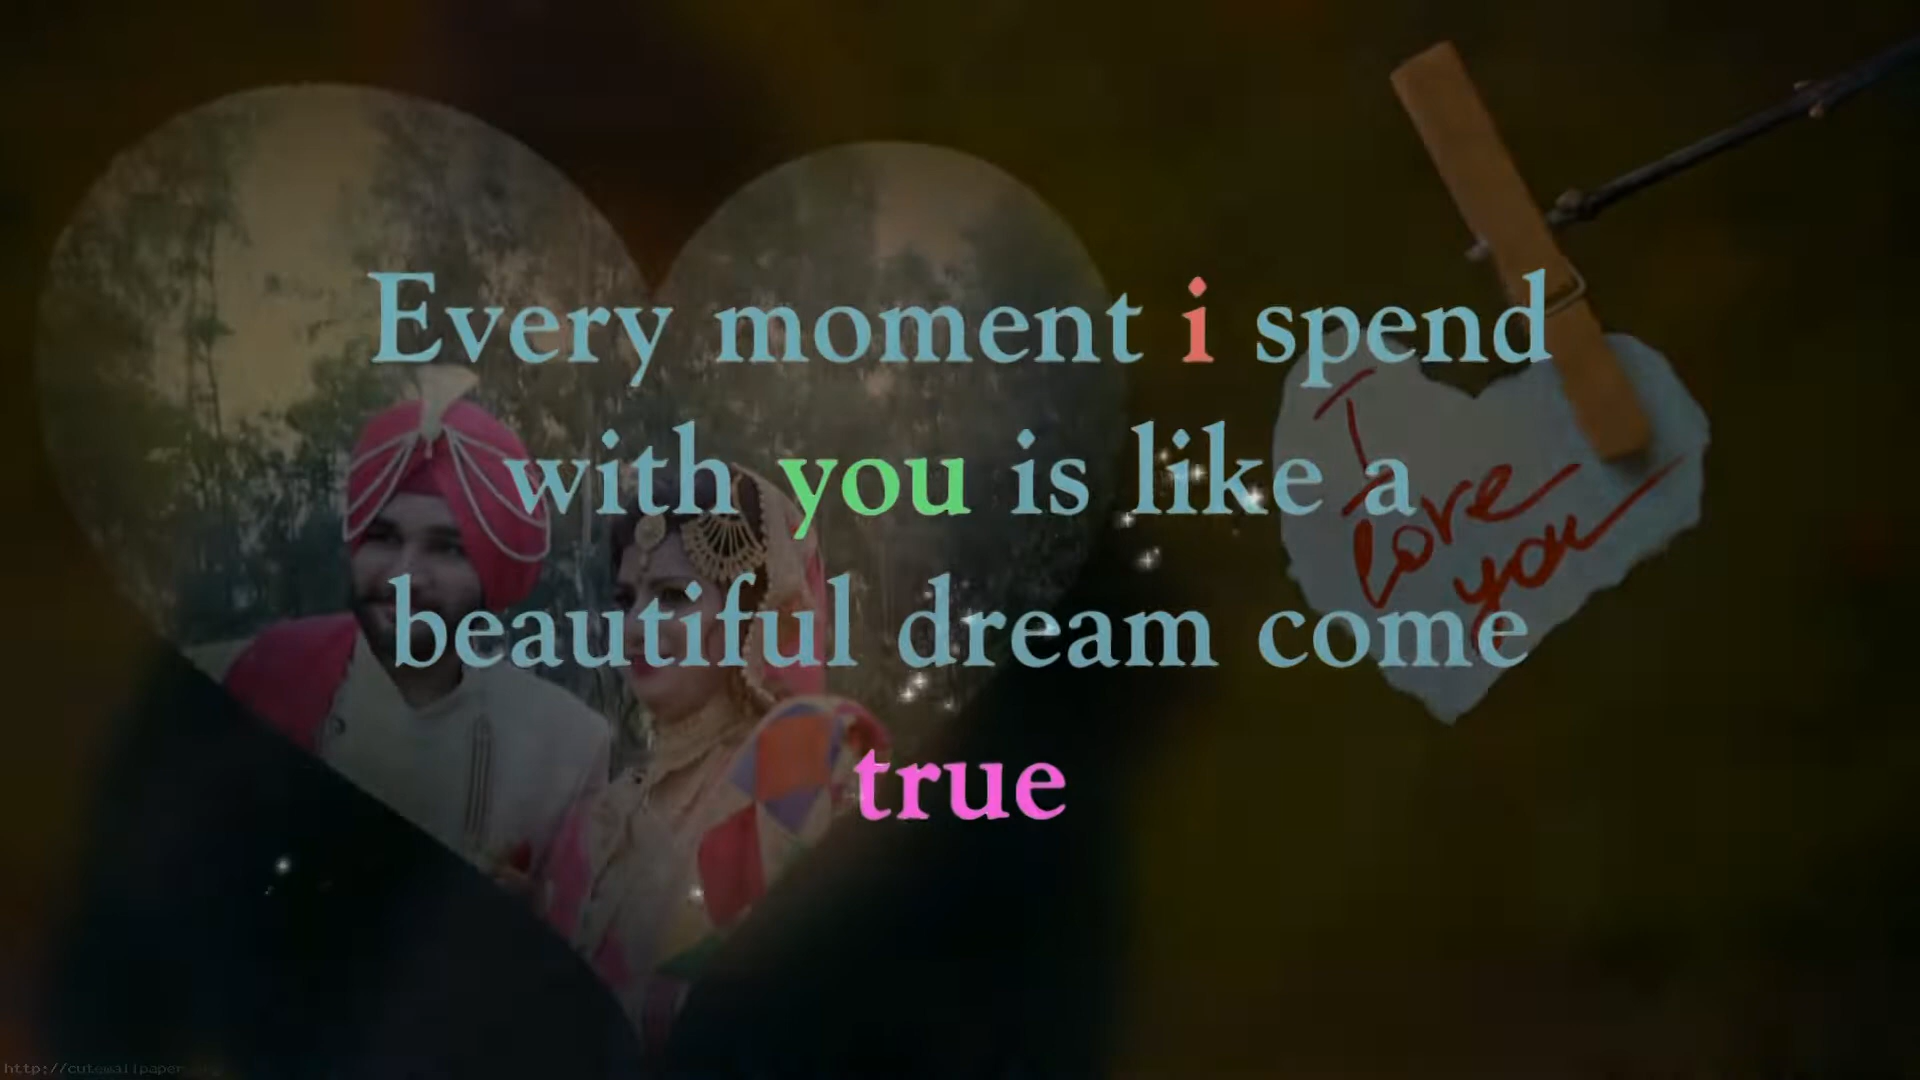 Every moment i spend
with you is like a
beautiful dream come
true
I
love
you
http://cutewallpaper